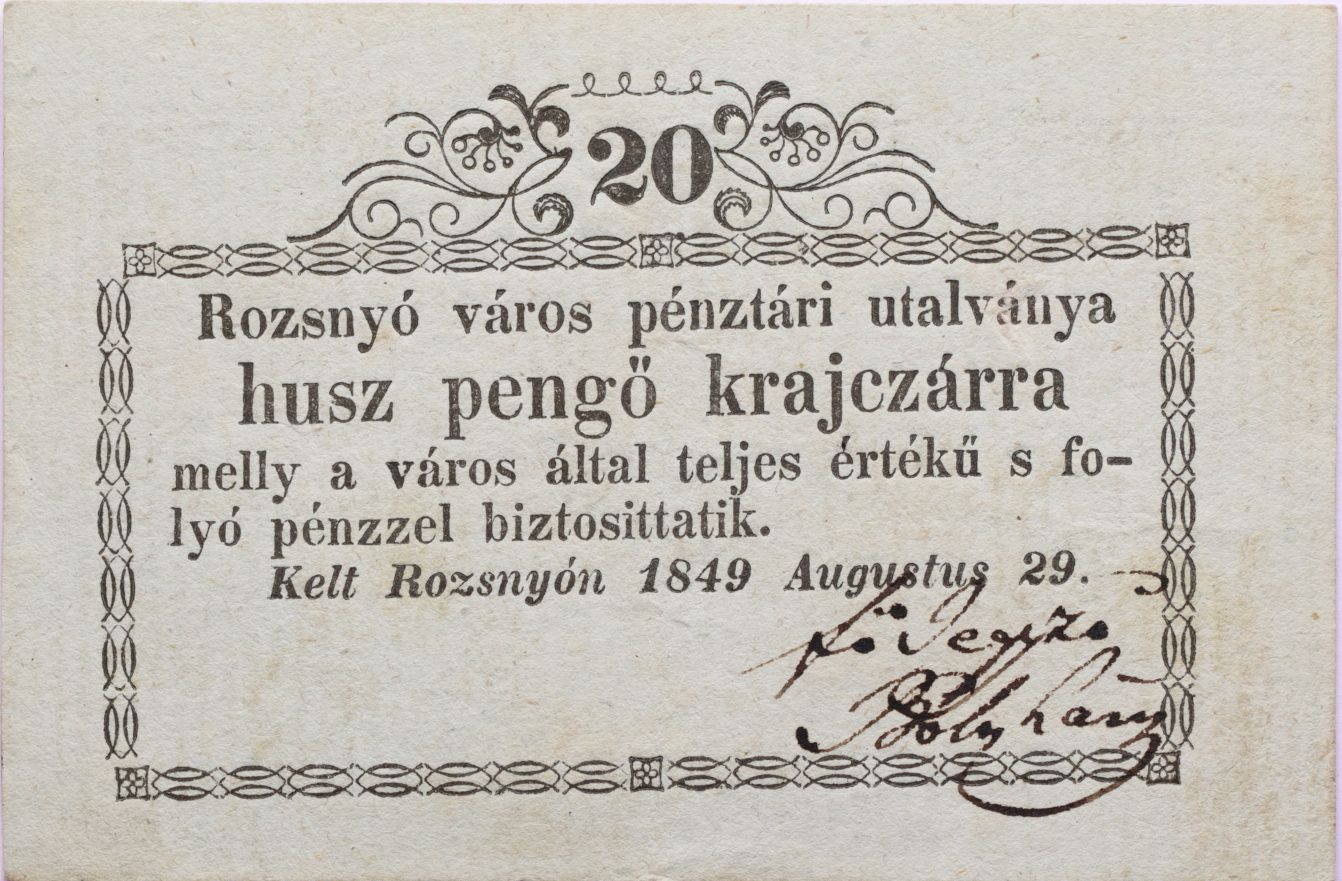 20
Rozsnyó város pénztári utalványa
husz pengő krajczárra
melly a város által teljes értékű s fo-
lyó pénzzel biztosittatik.
Kelt Rozsnyón 1849 Augustus 29.